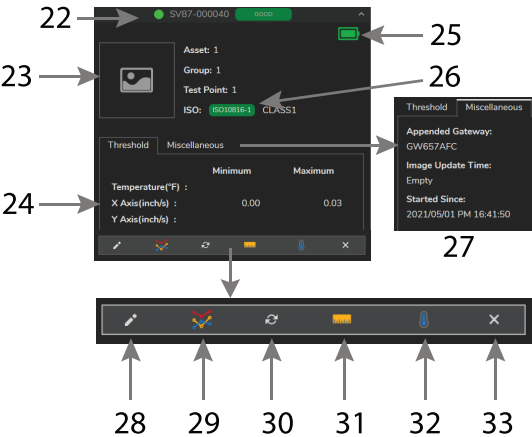 22
SV87-000040 GOOD
25
Asset: 1
Group: 1
23
26
Test Point: 1
ISO: ISO10816-1 CLASS1
Threshold Miscellaneous
Threshold Miscellaneous
Minimum Maximum
Temperature(°F) :
24
X Axis(inch/s) : 0.00 0.03
Y Axis(inch/s) :
Appended Gateway:
GW657AFC
Image Update Time:
Empty
Started Since:
2021/05/01 PM 16:41:50
27
28 29 30 31 32 33